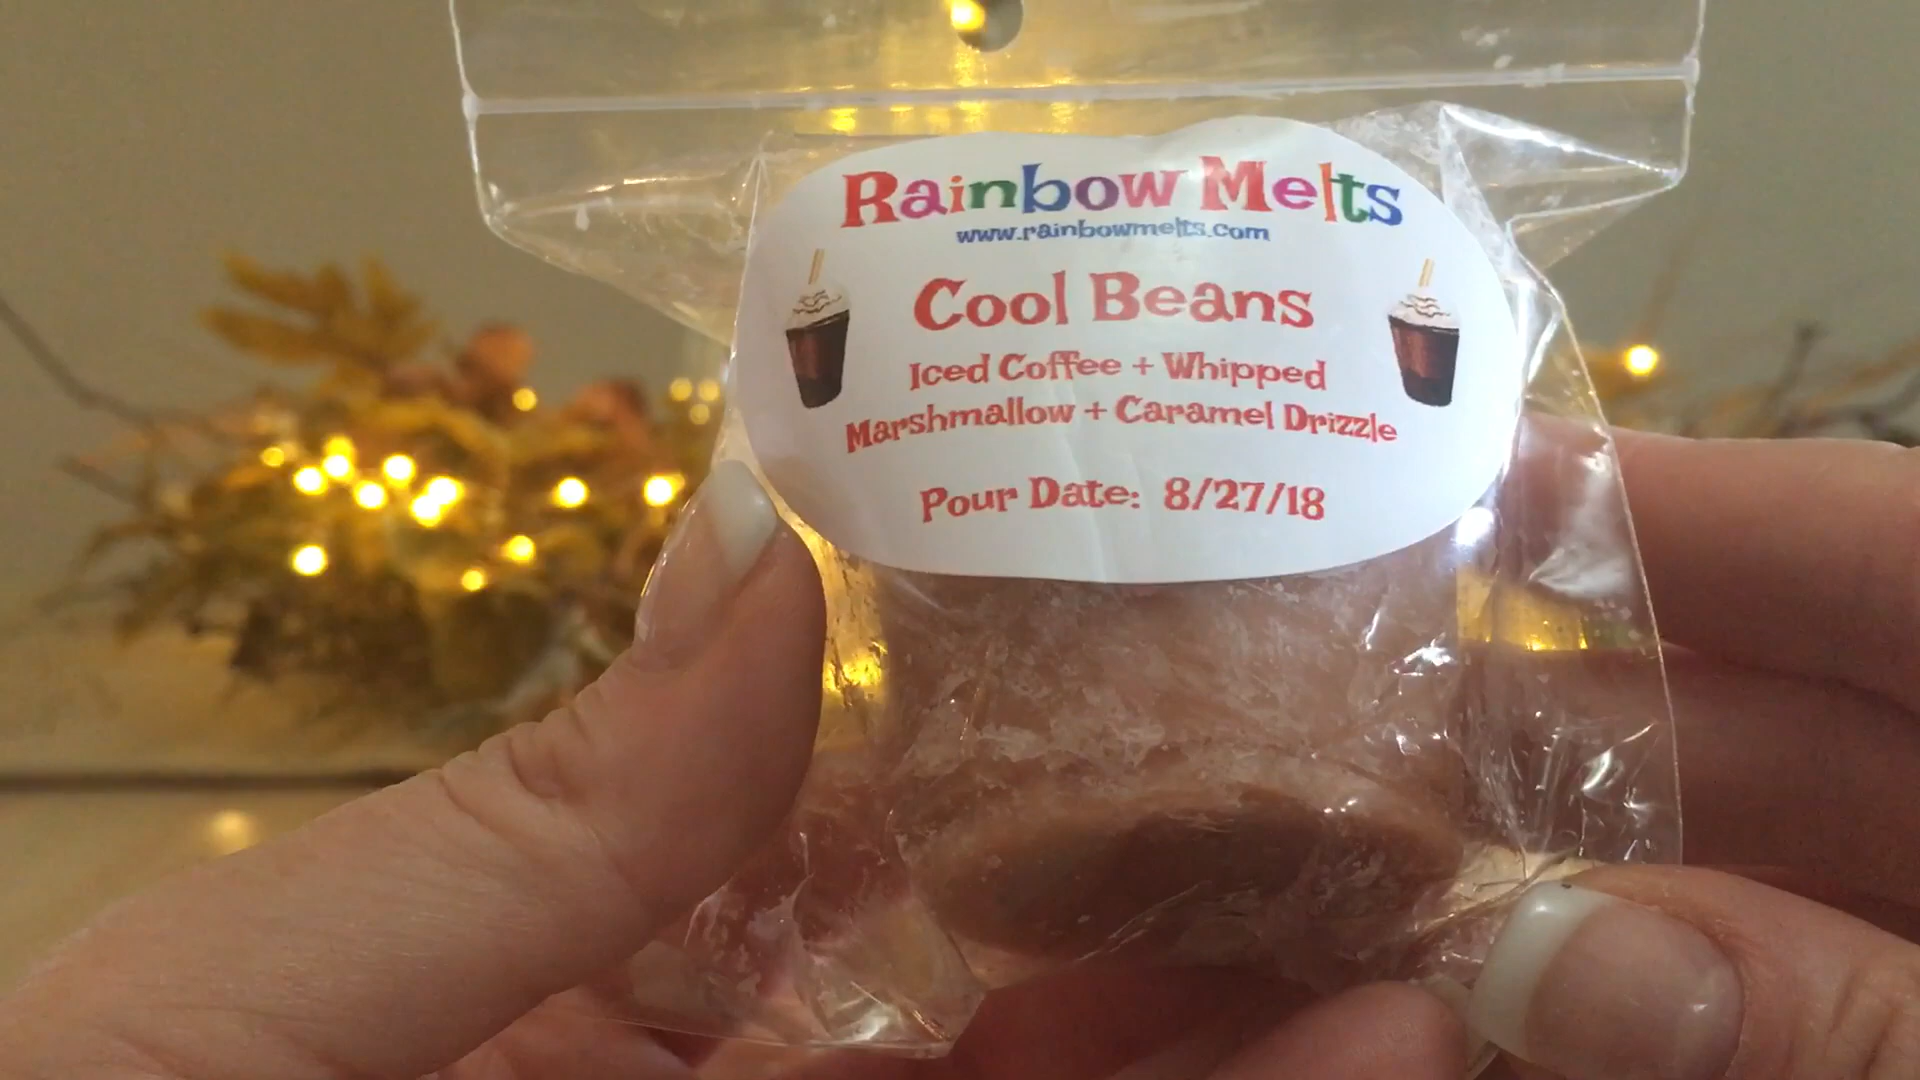 Rainbow Melts
www.rainbowmelts.com
Cool Beans
Iced Coffee + Whipped
Marshmallow + Caramel Drizzle
Pour Date: 8/27/18